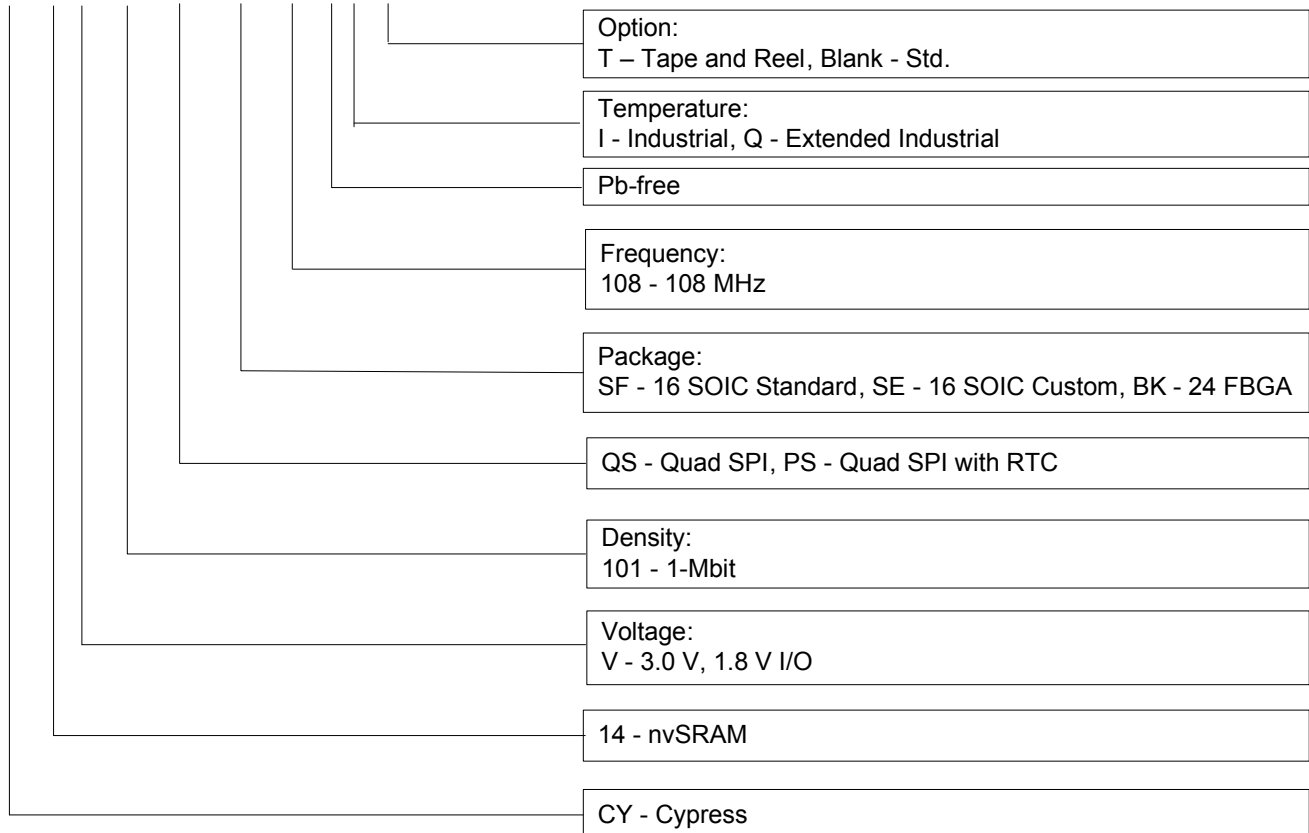 Option:
T – Tape and Reel, Blank - Std.
Temperature:
I - Industrial, Q - Extended Industrial
Pb-free
Frequency:
108 - 108 MHz
Package:
SF - 16 SOIC Standard, SE - 16 SOIC Custom, BK - 24 FBGA
QS - Quad SPI, PS - Quad SPI with RTC
Density:
101 - 1-Mbit
Voltage:
V - 3.0 V, 1.8 V I/O
14 - nvSRAM
CY - Cypress